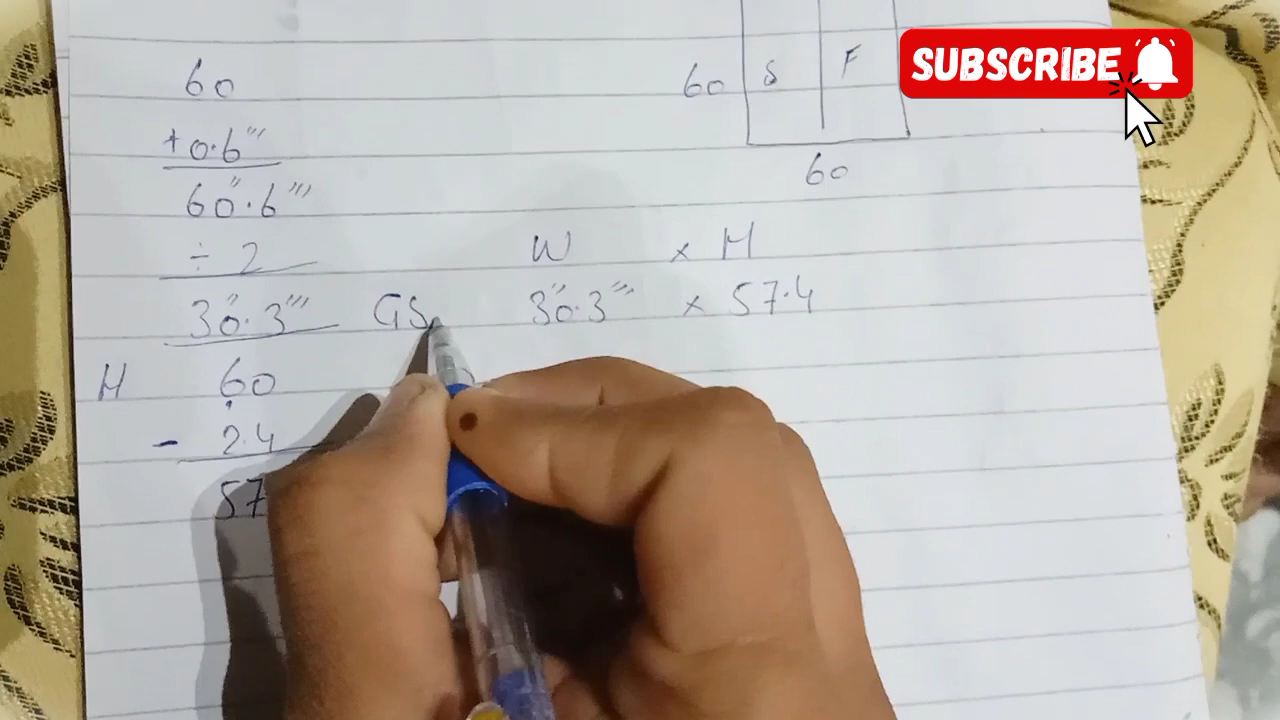 SUBSCRIBE
60
+0.6'''
60".6'''
÷ 2
30".3'''
GS
H 60
- 2.4
57
60 S F
60
W × H
30".3''' × 57.4